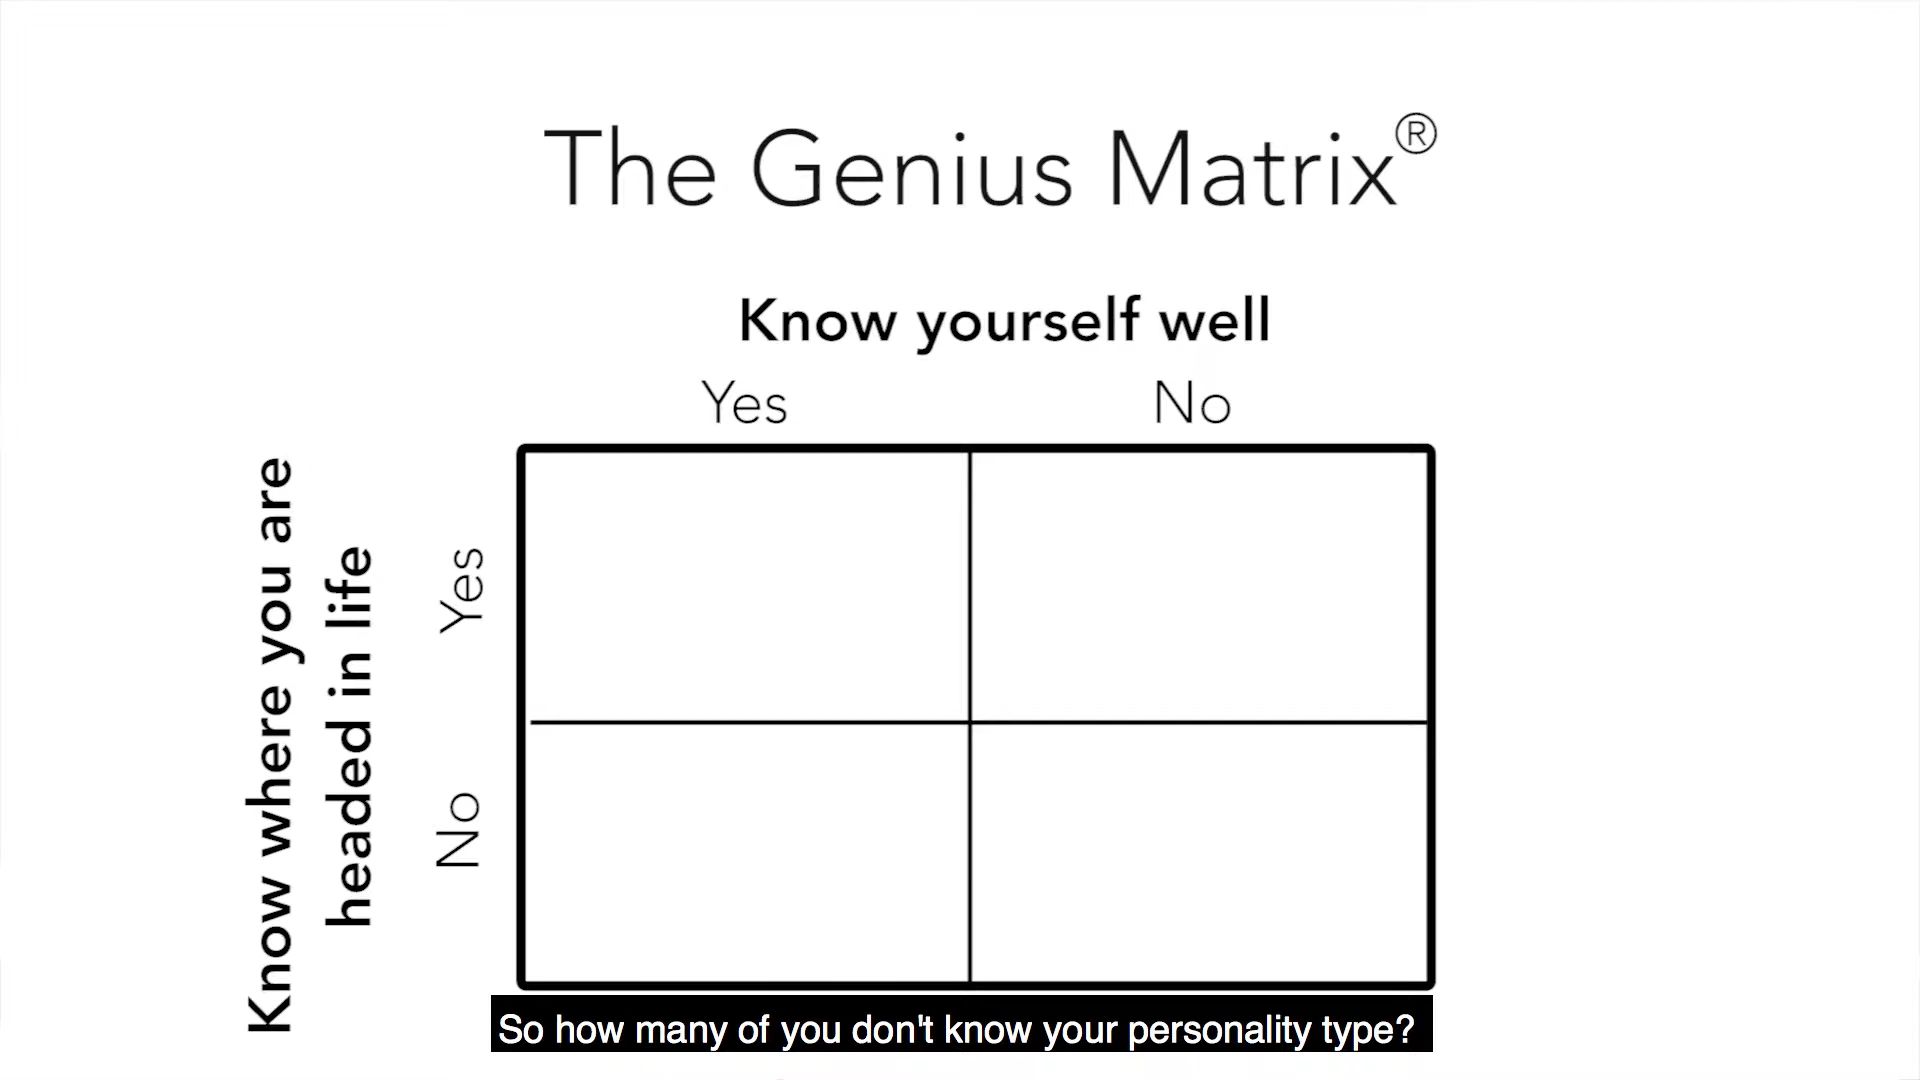 The Genius Matrix®
Know yourself well
Yes
No
Know where you are
headed in life
Yes
No
So how many of you don't know your personality type?